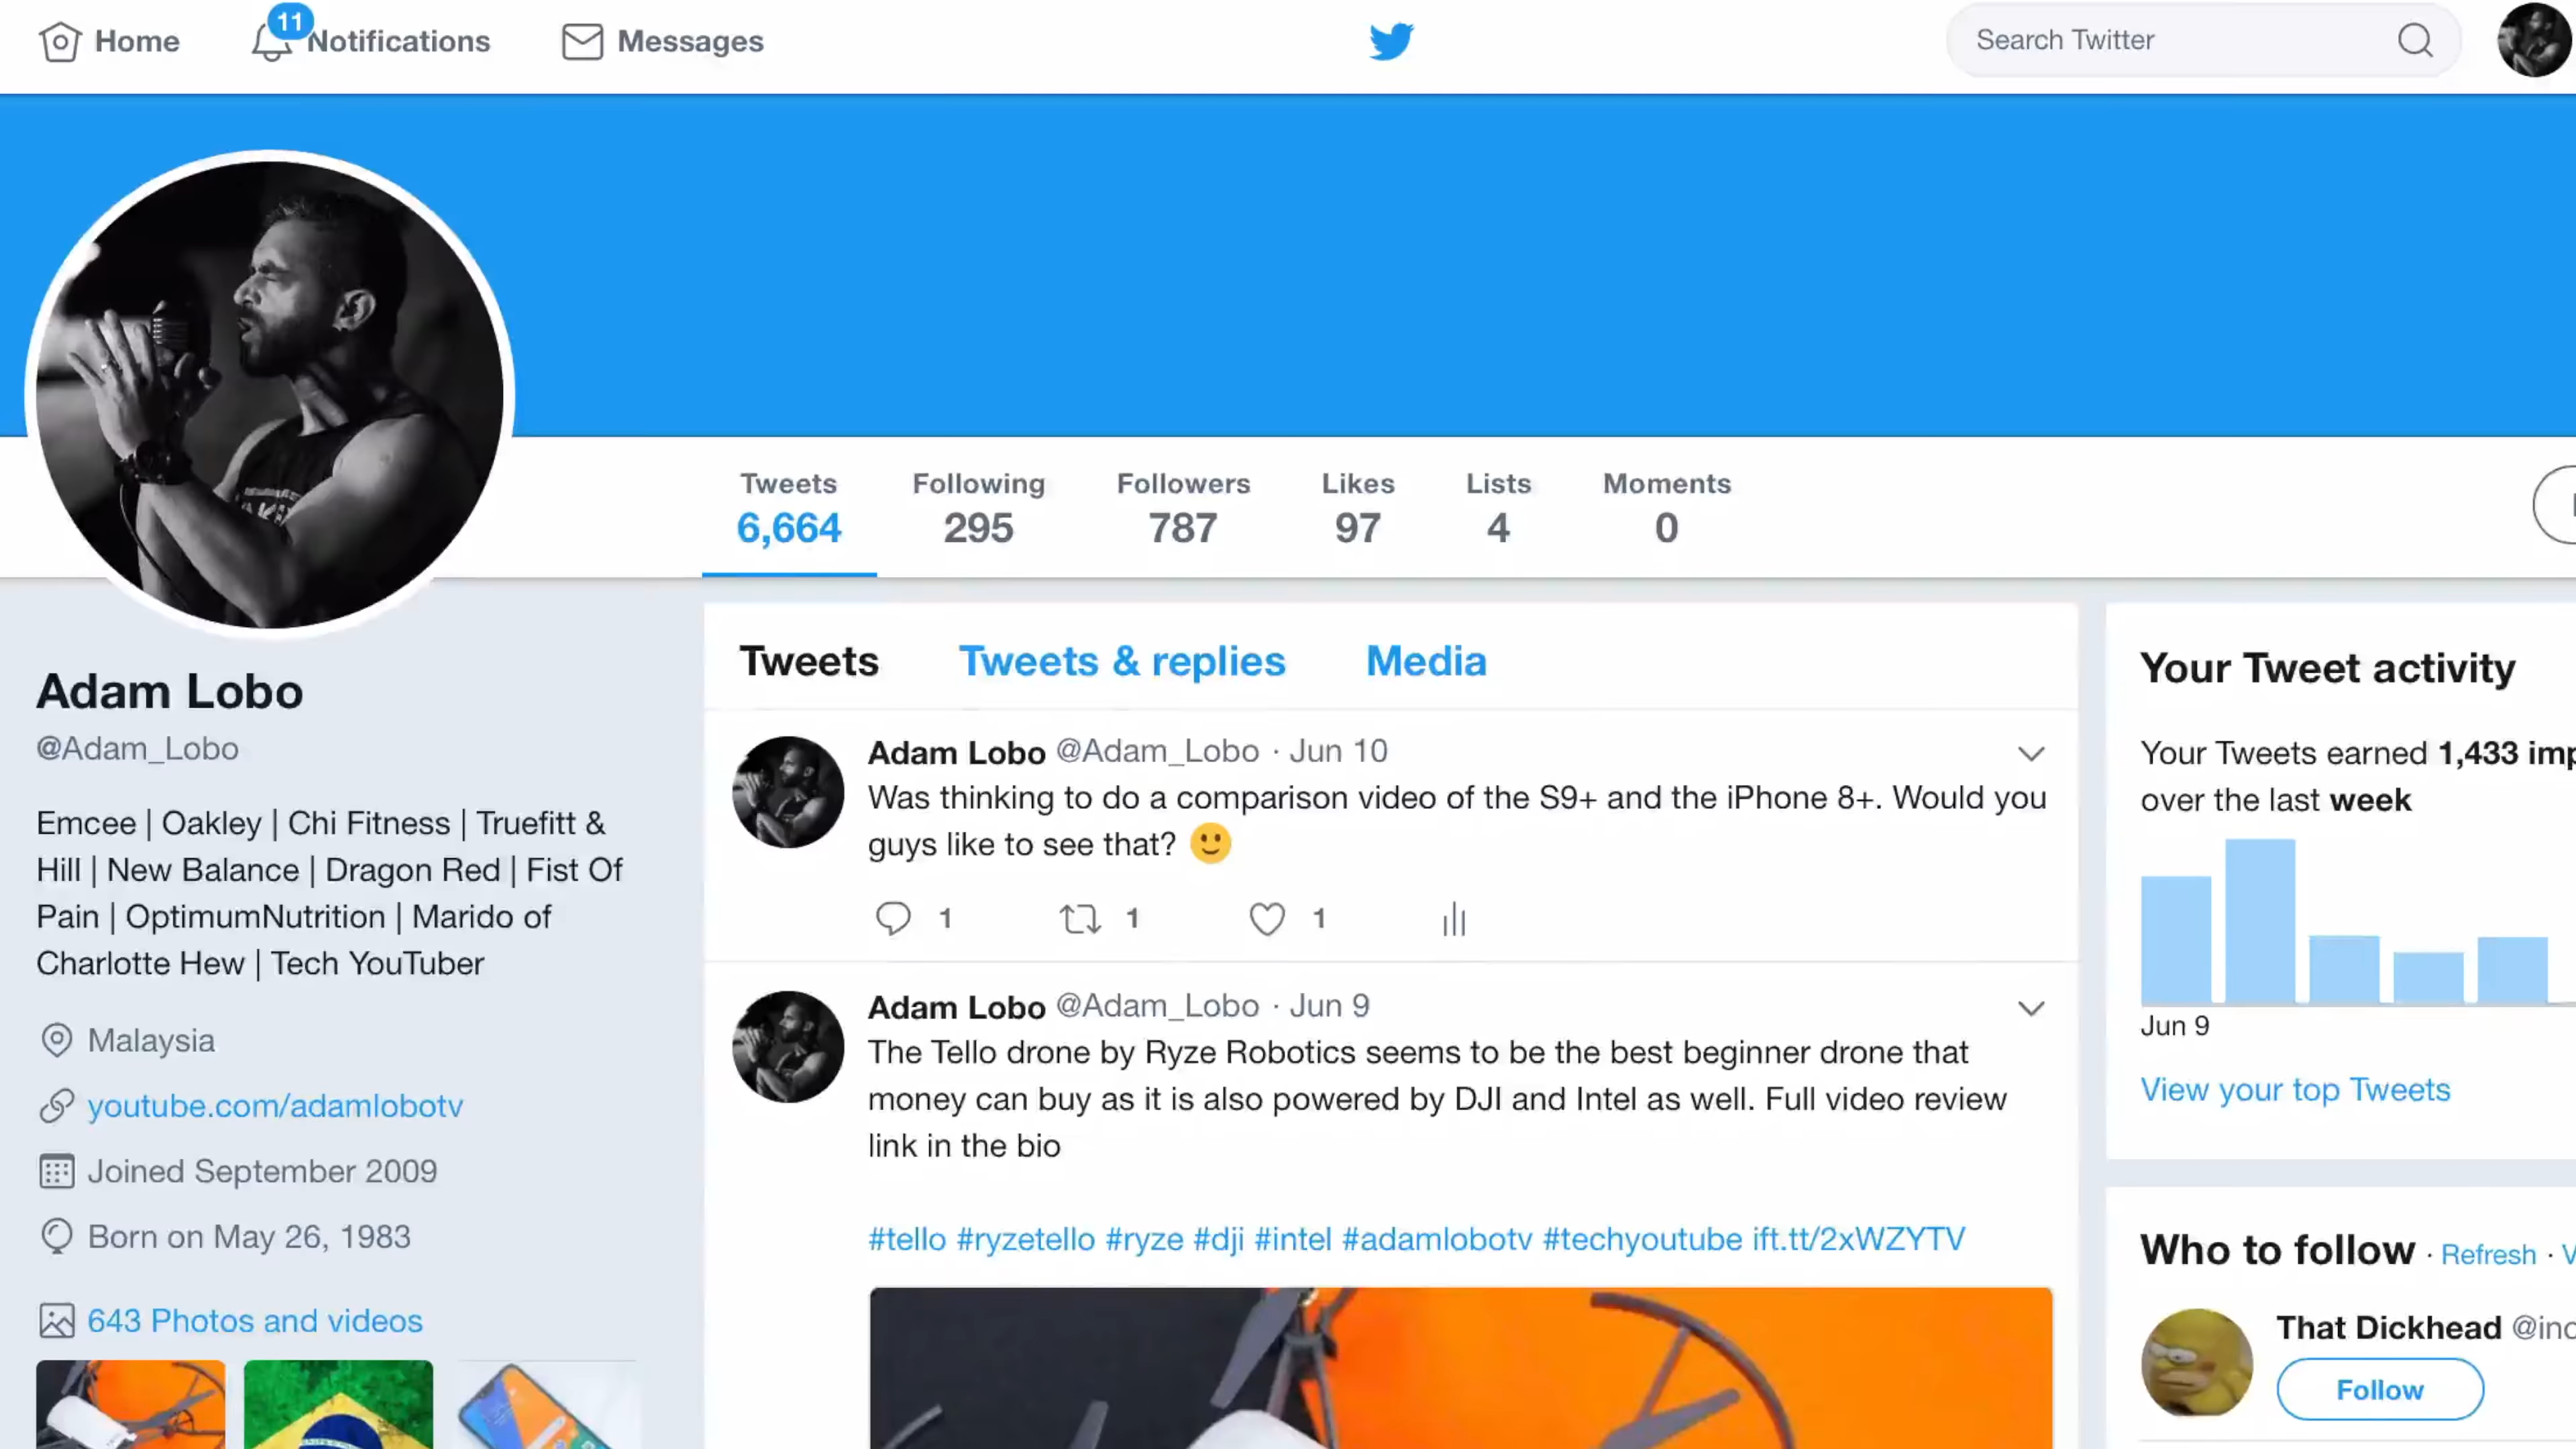 Home
11
Notifications
Messages
Search Twitter
Tweets
6,664
Following
295
Followers
787
Likes
97
Lists
4
Moments
0
Adam Lobo
@Adam_Lobo
Emcee | Oakley | Chi Fitness | Truefitt &
Hill | New Balance | Dragon Red | Fist Of
Pain | OptimumNutrition | Marido of
Charlotte Hew | Tech YouTuber
Malaysia
youtube.com/adamlobotv
Joined September 2009
Born on May 26, 1983
643 Photos and videos
Tweets Tweets & replies Media
Adam Lobo @Adam_Lobo · Jun 10
Was thinking to do a comparison video of the S9+ and the iPhone 8+. Would you
guys like to see that? 🙂
1 1 1
Adam Lobo @Adam_Lobo · Jun 9
The Tello drone by Ryze Robotics seems to be the best beginner drone that
money can buy as it is also powered by DJI and Intel as well. Full video review
link in the bio
#tello #ryzetello #ryze #dji #intel #adamlobotv #techyoutube ift.tt/2xWZYTV
Your Tweet activity
Your Tweets earned 1,433
over the last week
Jun 9
View your top Tweets
Who to follow · Refresh ·
That Dickhead
Follow